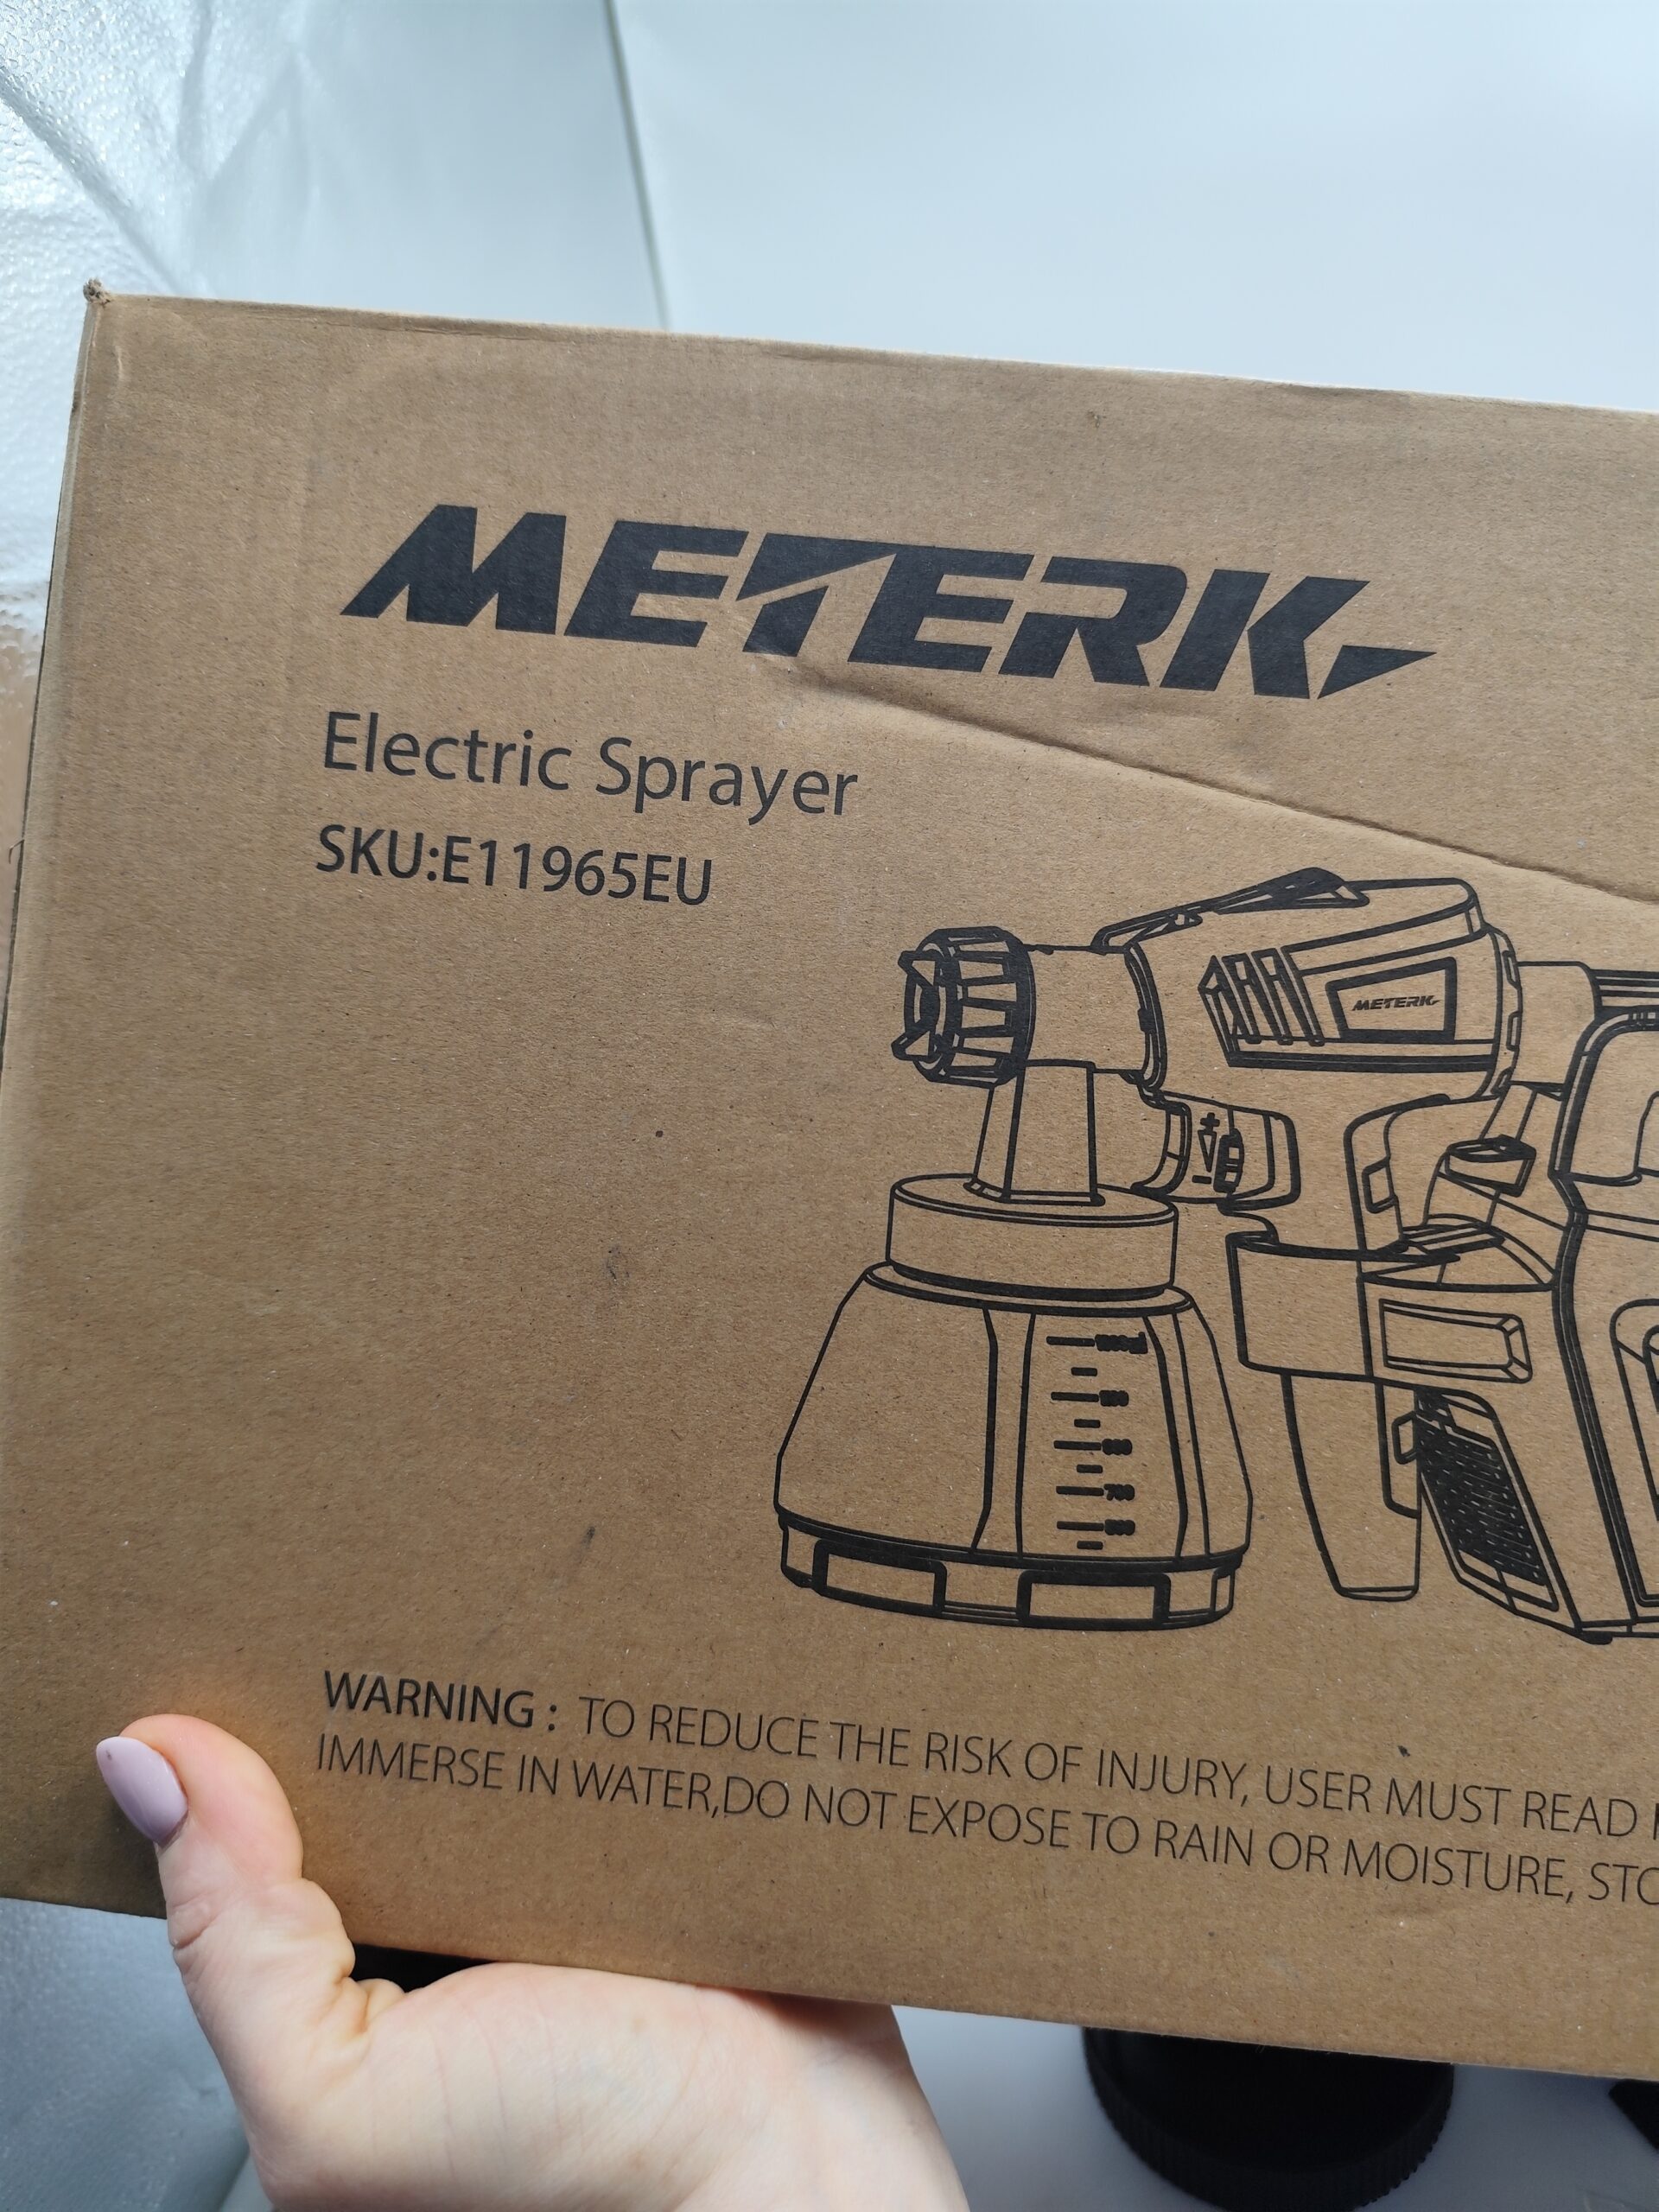 METERK
Electric Sprayer
SKU:E11965EU
METERK
WARNING : TO REDUCE THE RISK OF INJURY, USER MUST READ
IMMERSE IN WATER,DO NOT EXPOSE TO RAIN OR MOISTURE,